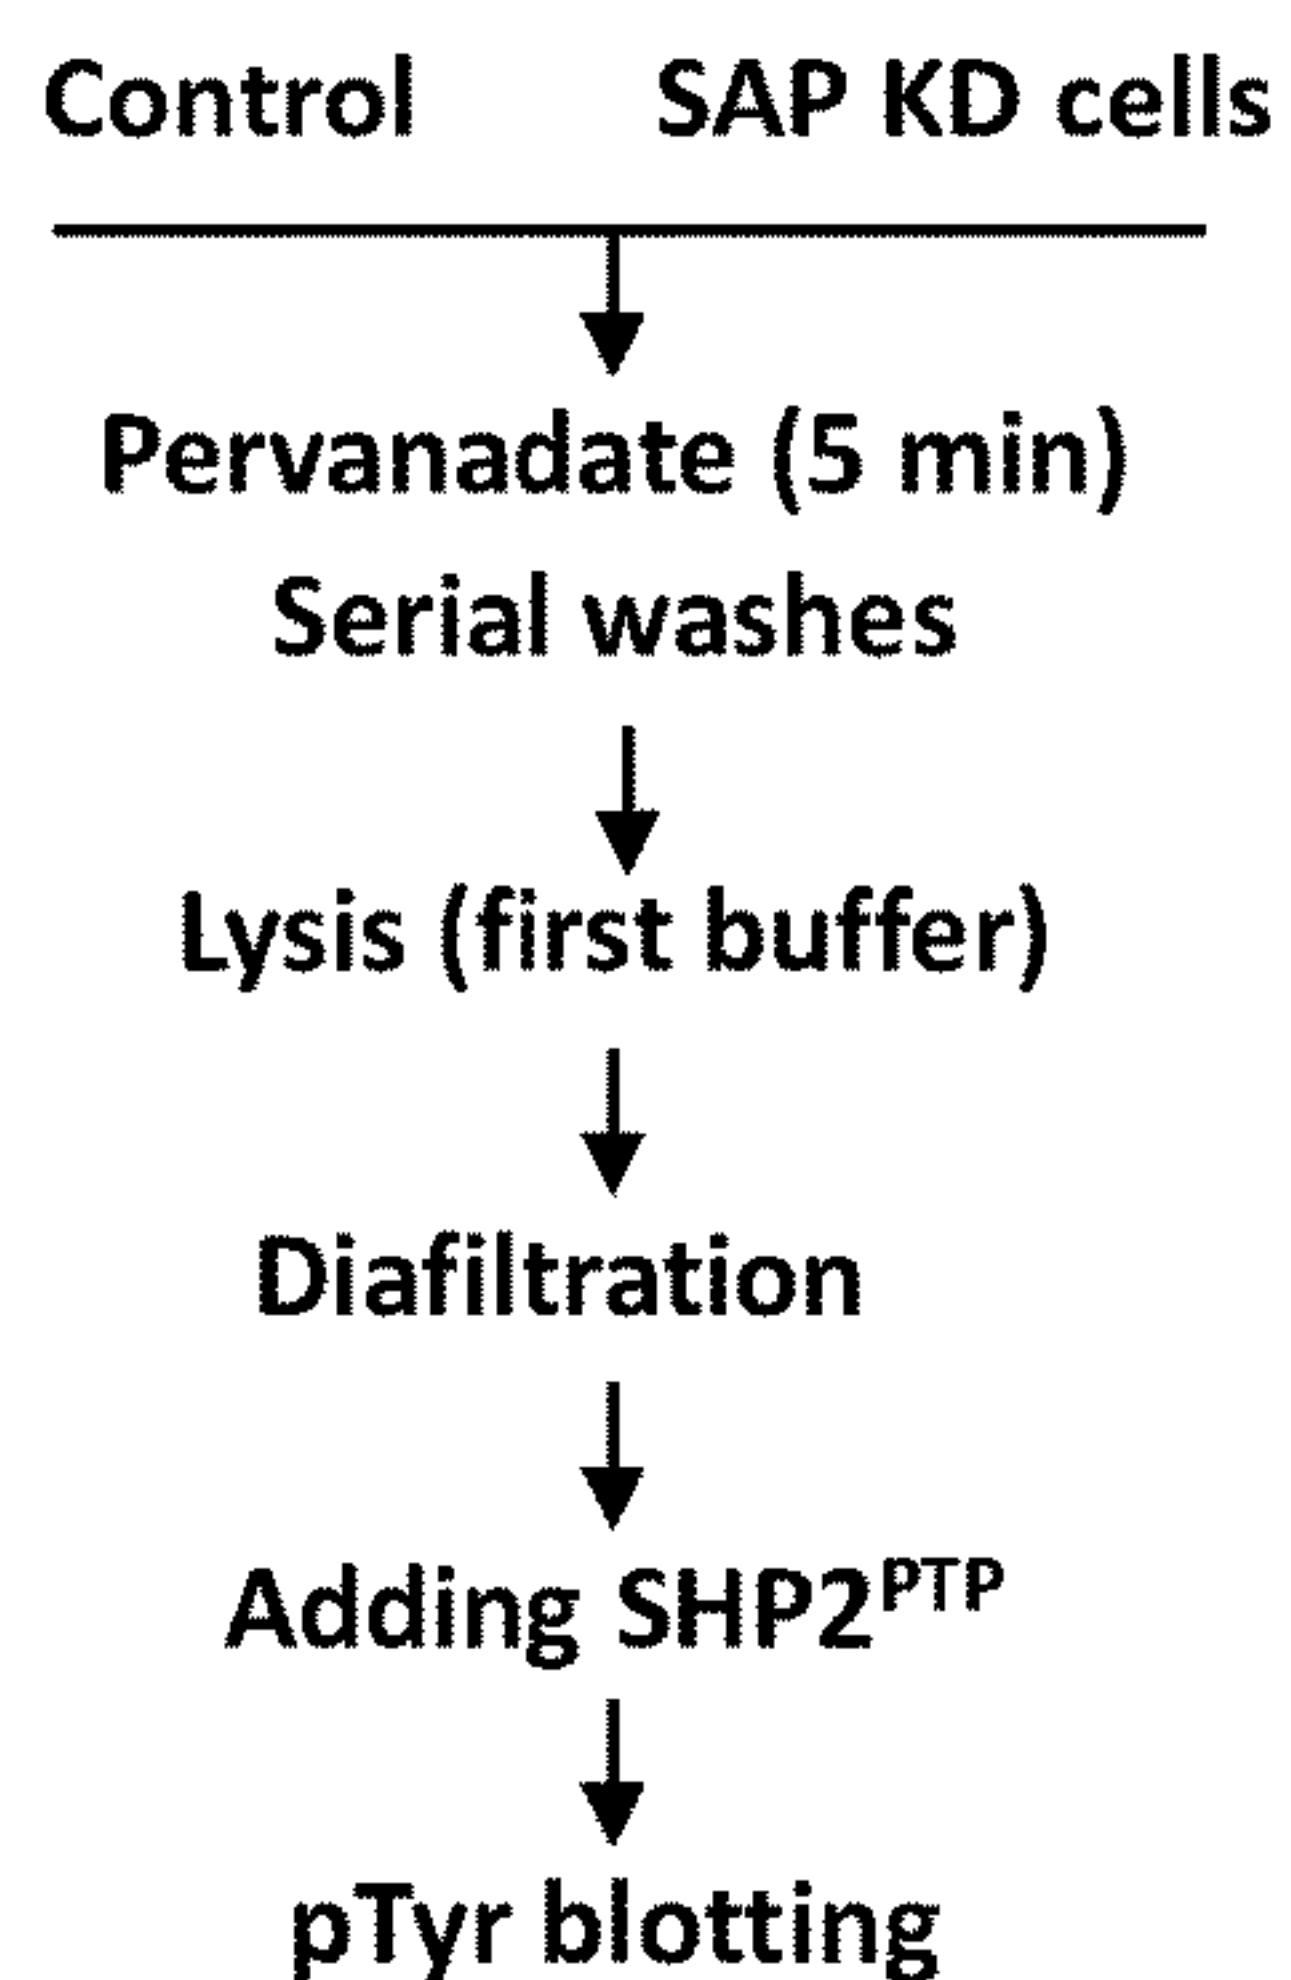 Control SAP KD cells
Pervanadate (5 min)
Serial washes
Lysis (first buffer)
Diafiltration
Adding SHP2ᴾᵀᴾ
pTyr blotting